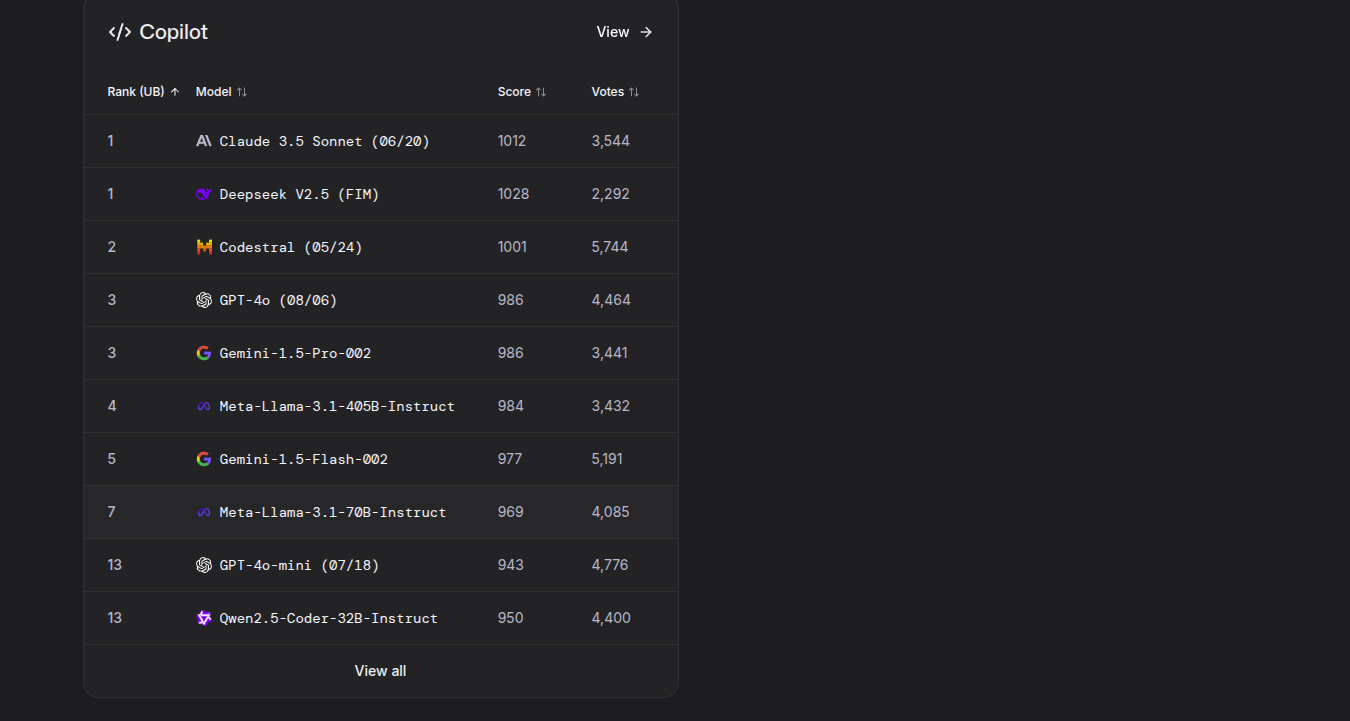 </> Copilot View →
Rank (UB) ↑ Model ↑↓ Score ↑↓ Votes ↑↓
1 Claude 3.5 Sonnet (06/20) 1012 3,544
1 Deepseek V2.5 (FIM) 1028 2,292
2 Codestral (05/24) 1001 5,744
3 GPT-4o (08/06) 986 4,464
3 Gemini-1.5-Pro-002 986 3,441
4 Meta-Llama-3.1-405B-Instruct 984 3,432
5 Gemini-1.5-Flash-002 977 5,191
7 Meta-Llama-3.1-70B-Instruct 969 4,085
13 GPT-4o-mini (07/18) 943 4,776
13 Qwen2.5-Coder-32B-Instruct 950 4,400
View all